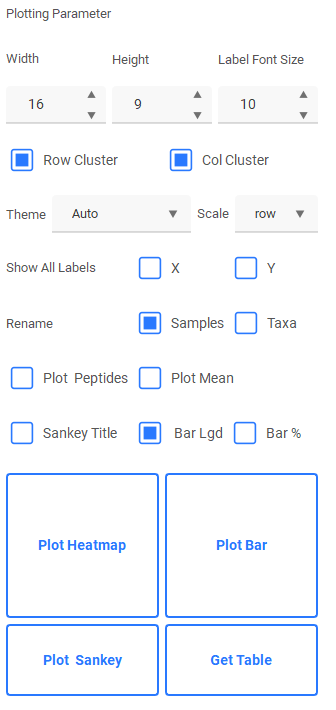 Plotting Parameter
Width Height Label Font Size
16 9 10
Row Cluster Col Cluster
Theme Auto Scale row
Show All Labels X Y
Rename Samples Taxa
Plot Peptides Plot Mean
Sankey Title Bar Lgd Bar %
Plot Heatmap Plot Bar
Plot Sankey Get Table